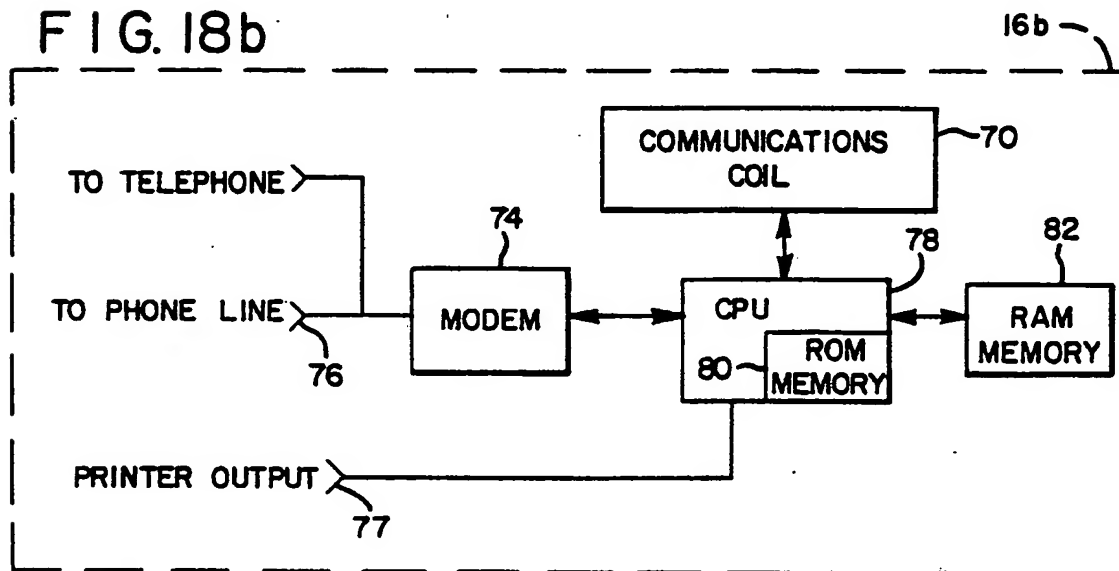 FIG. 18b
16b
COMMUNICATIONS
COIL
70
TO TELEPHONE
74
78
82
TO PHONE LINE
76
MODEM
CPU
80
ROM
MEMORY
RAM
MEMORY
PRINTER OUTPUT
77